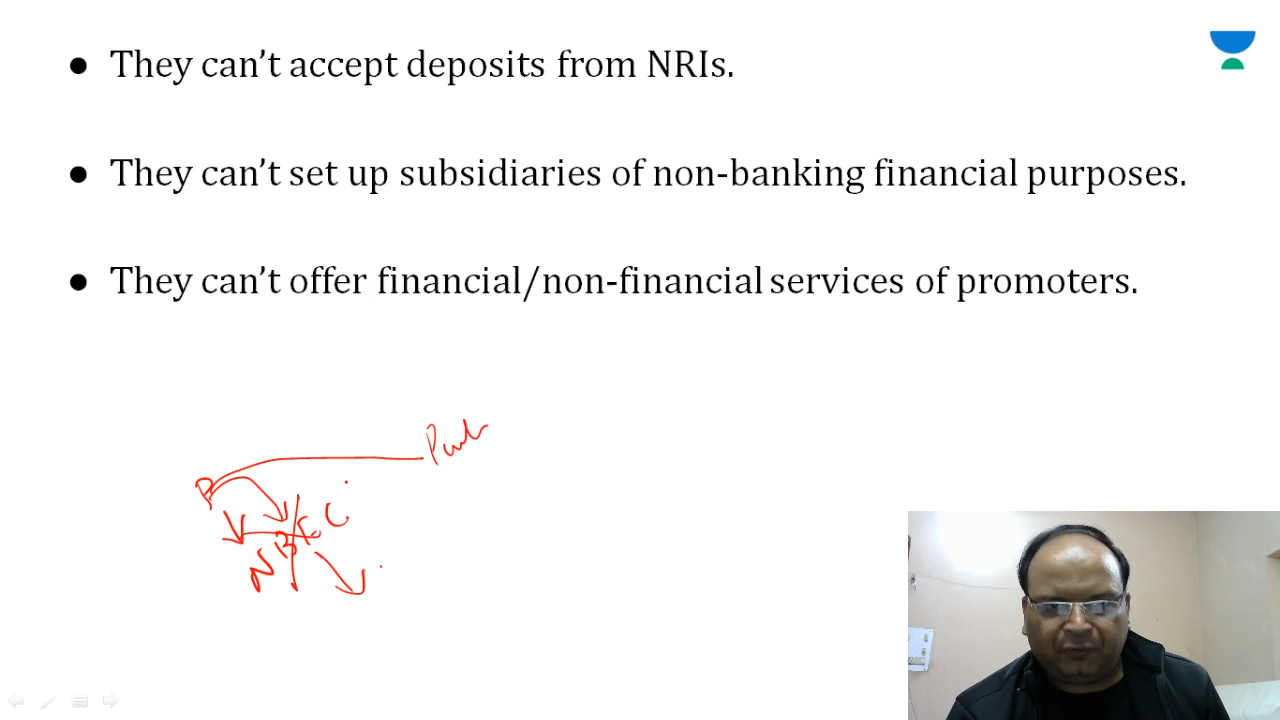 ● They can’t accept deposits from NRIs.
● They can’t set up subsidiaries of non-banking financial purposes.
● They can’t offer financial/non-financial services of promoters.
P
NBFC